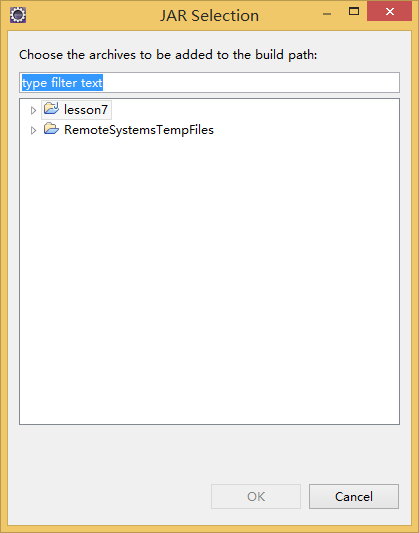 JAR Selection
Choose the archives to be added to the build path:
type filter text
lesson7
RemoteSystemsTempFiles
OK
Cancel